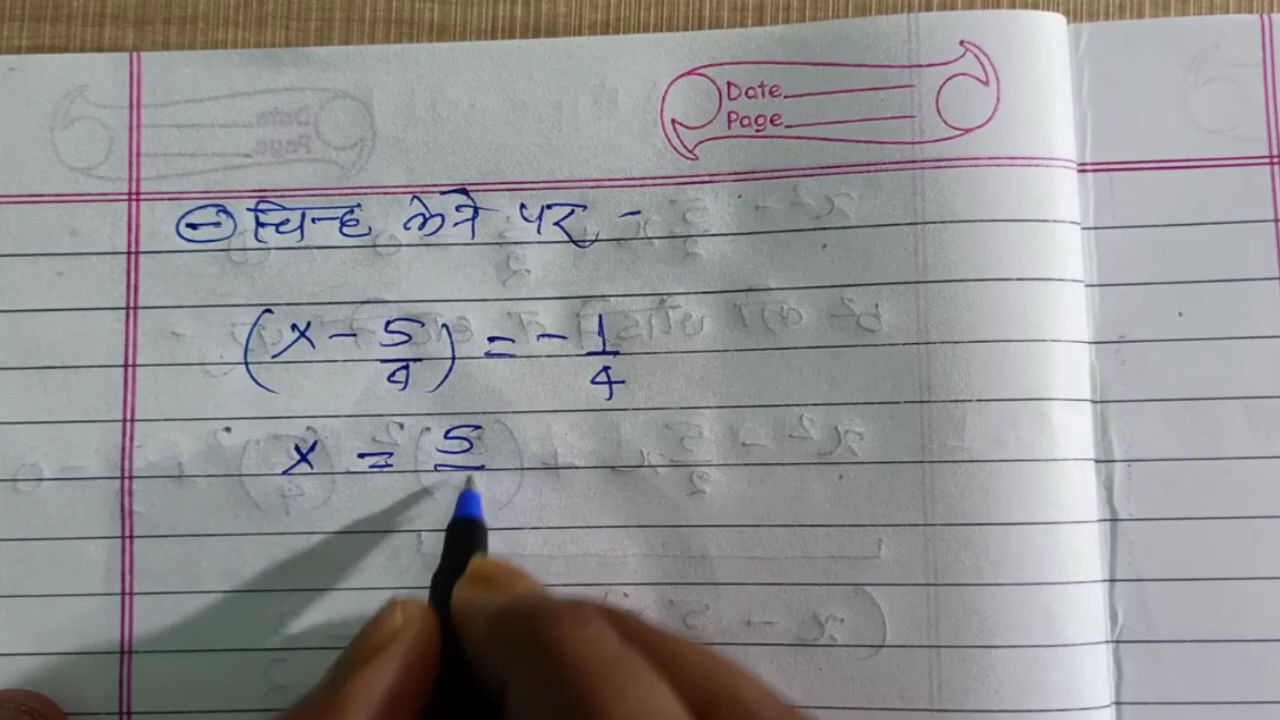 Date
Page
⊖ चिन्ह लेने पर -
(x - 5/4) = - 1/4
x = 5